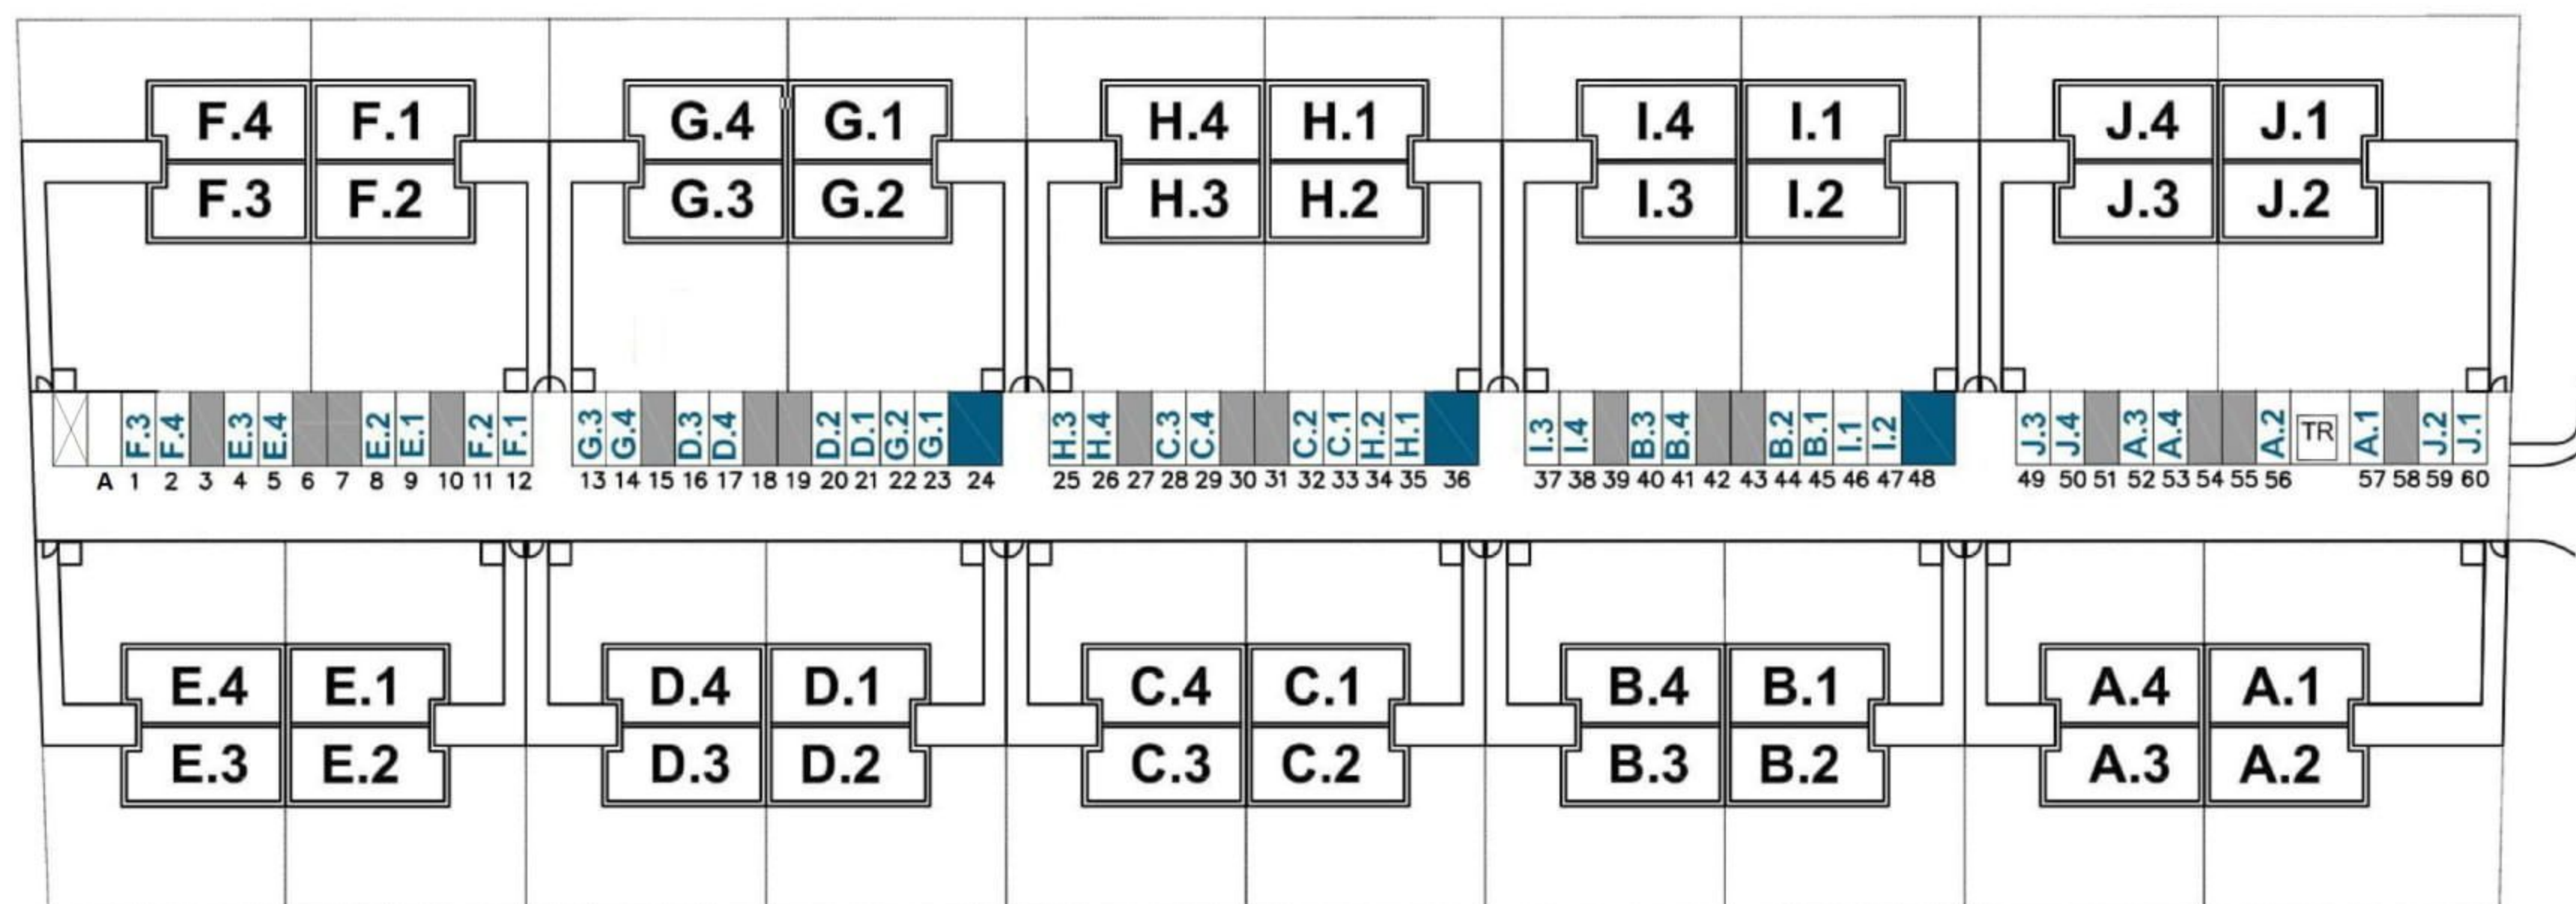 F.4 F.1 G.4 G.1 H.4 H.1 I.4 I.1 J.4 J.1
F.3 F.2 G.3 G.2 H.3 H.2 I.3 I.2 J.3 J.2
F.3 F.4 E.3 E.4 E.2 E.1 F.2 F.1 G.3 G.4 D.3 D.4 D.2 D.1 G.2 G.1 H.3 H.4 C.3 C.4 C.2 C.1 H.2 H.1 I.3 I.4 B.3 B.4 B.2 B.1 I.1 I.2 J.3 J.4 A.3 A.4 A.2 TR A.1 J.2 J.1
A 1 2 3 4 5 6 7 8 9 10 11 12 13 14 15 16 17 18 19 20 21 22 23 24 25 26 27 28 29 30 31 32 33 34 35 36 37 38 39 40 41 42 43 44 45 46 47 48 49 50 51 52 53 54 55 56 57 58 59 60
E.4 E.1 D.4 D.1 C.4 C.1 B.4 B.1 A.4 A.1
E.3 E.2 D.3 D.2 C.3 C.2 B.3 B.2 A.3 A.2